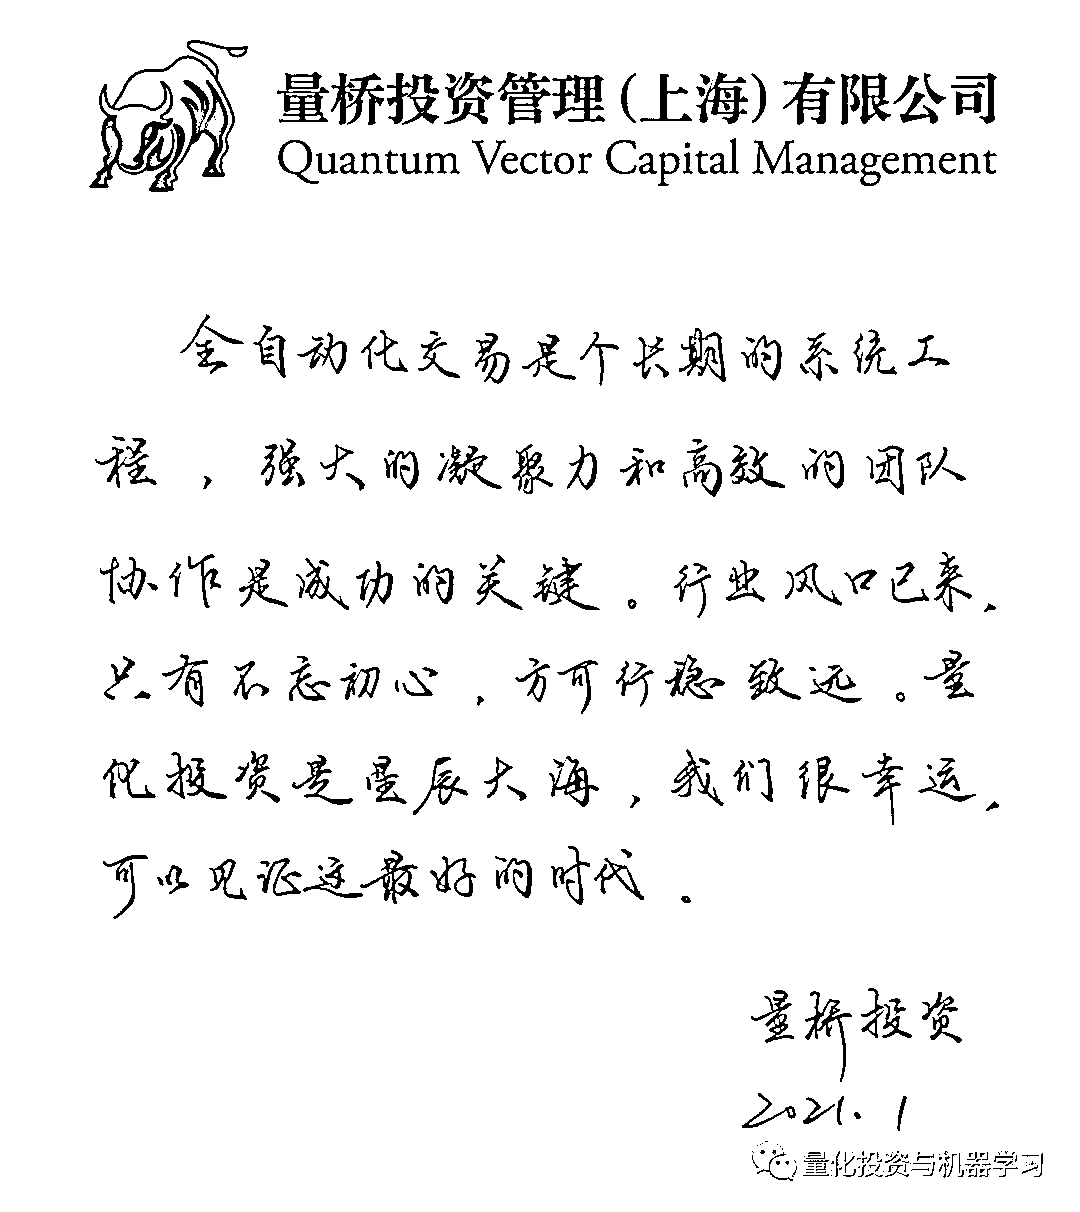 量桥投资管理(上海)有限公司
Quantum Vector Capital Management
全自动化交易是个长期的系统工
程，强大的凝聚力和高效的团队
协作是成功的关键。行业风口已来，
只有不忘初心，方可行稳致远。量
化投资是星辰大海，我们很幸运，
可以见证这最好的时代。
量桥投资
2021.1
量化投资与机器学习